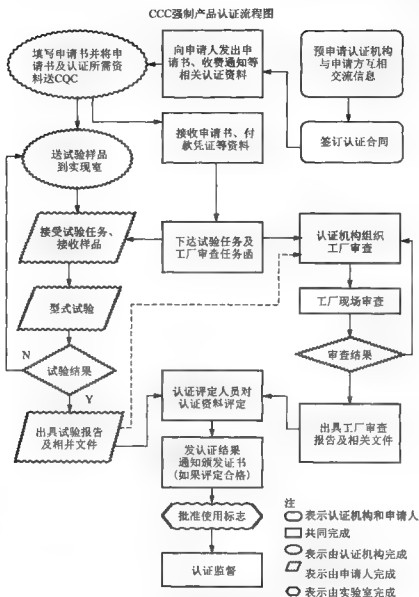 CCC强制产品认证流程图
填写申请书并将申
请书及认证所需资
料送CQC
向申请人发出申
请书、收费通知等
相关认证资料
预申请认证机构
与申请方互相
交流信息
签订认证合同
接收申请书、付
款凭证等资料
送试验样品
到实现室
接受试验任务、
接收样品
下达试验任务及
工厂审查任务函
认证机构组织
工厂审查
型式试验
工厂现场审查
N
试验结果
审查结果
Y
出具试验报告
及相并文件
认证评定人员对
认证资料评定
出具工厂审查
报告及相关文件
发认证结果
通知颁发证书
(如果评定合格)
批准使用标志
认证监督
注
表示认证机构和申请人
共同完成
表示由认证机构完成
表示由申请人完成
表示由实验室完成